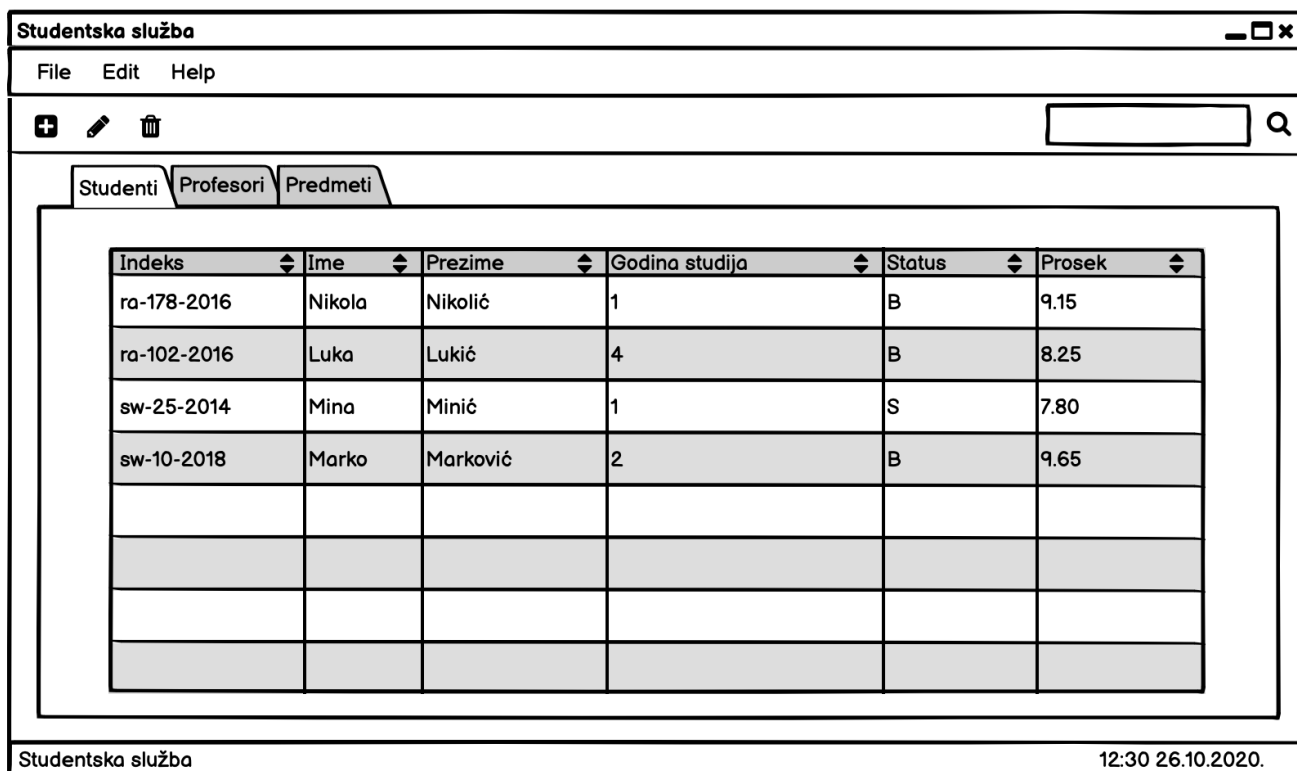 Studentska služba
File Edit Help
Studenti Profesori Predmeti
Indeks Ime Prezime Godina studija Status Prosek
ra-178-2016 Nikola Nikolić 1 B 9.15
ra-102-2016 Luka Lukić 4 B 8.25
sw-25-2014 Mina Minić 1 S 7.80
sw-10-2018 Marko Marković 2 B 9.65
Studentska služba 12:30 26.10.2020.